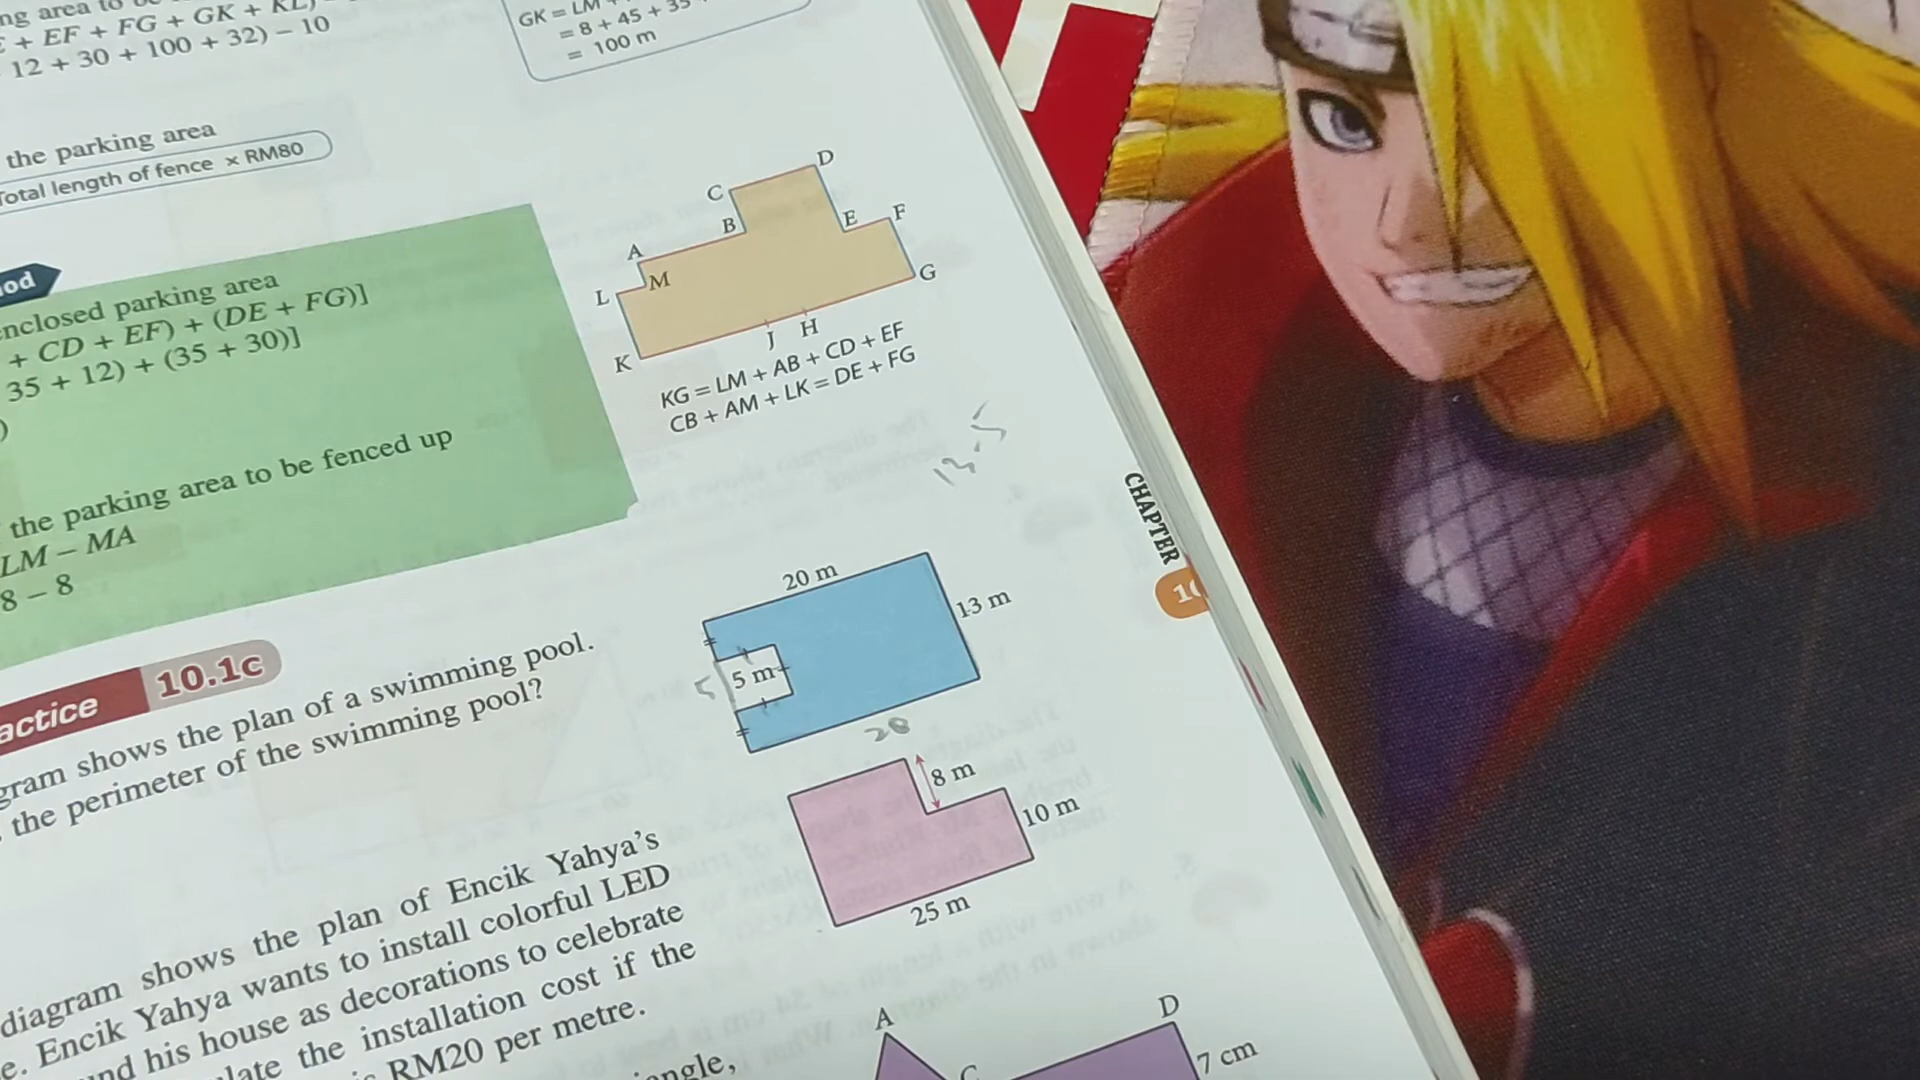 ng area to
E + EF + FG + GK + KL)
12 + 30 + 100 + 32) – 10
GK = LM
= 8 + 45 + 35
= 100 m
the parking area
Total length of fence × RM80
enclosed parking area
+ CD + EF) + (DE + FG)]
35 + 12) + (35 + 30)]
)
the parking area to be fenced up
LM – MA
8 – 8
A
B
C
D
E
F
G
H
J
K
L
M
KG = LM + AB + CD + EF
CB + AM + LK = DE + FG
13.5
CHAPTER
10
actice 10.1c
gram shows the plan of a swimming pool.
the perimeter of the swimming pool?
20 m
13 m
5 m
5
20
8 m
10 m
25 m
diagram shows the plan of Encik Yahya’s
e. Encik Yahya wants to install colorful LED
und his house as decorations to celebrate
late the installation cost if the
RM20 per metre.
angle,
A
C
D
7 cm